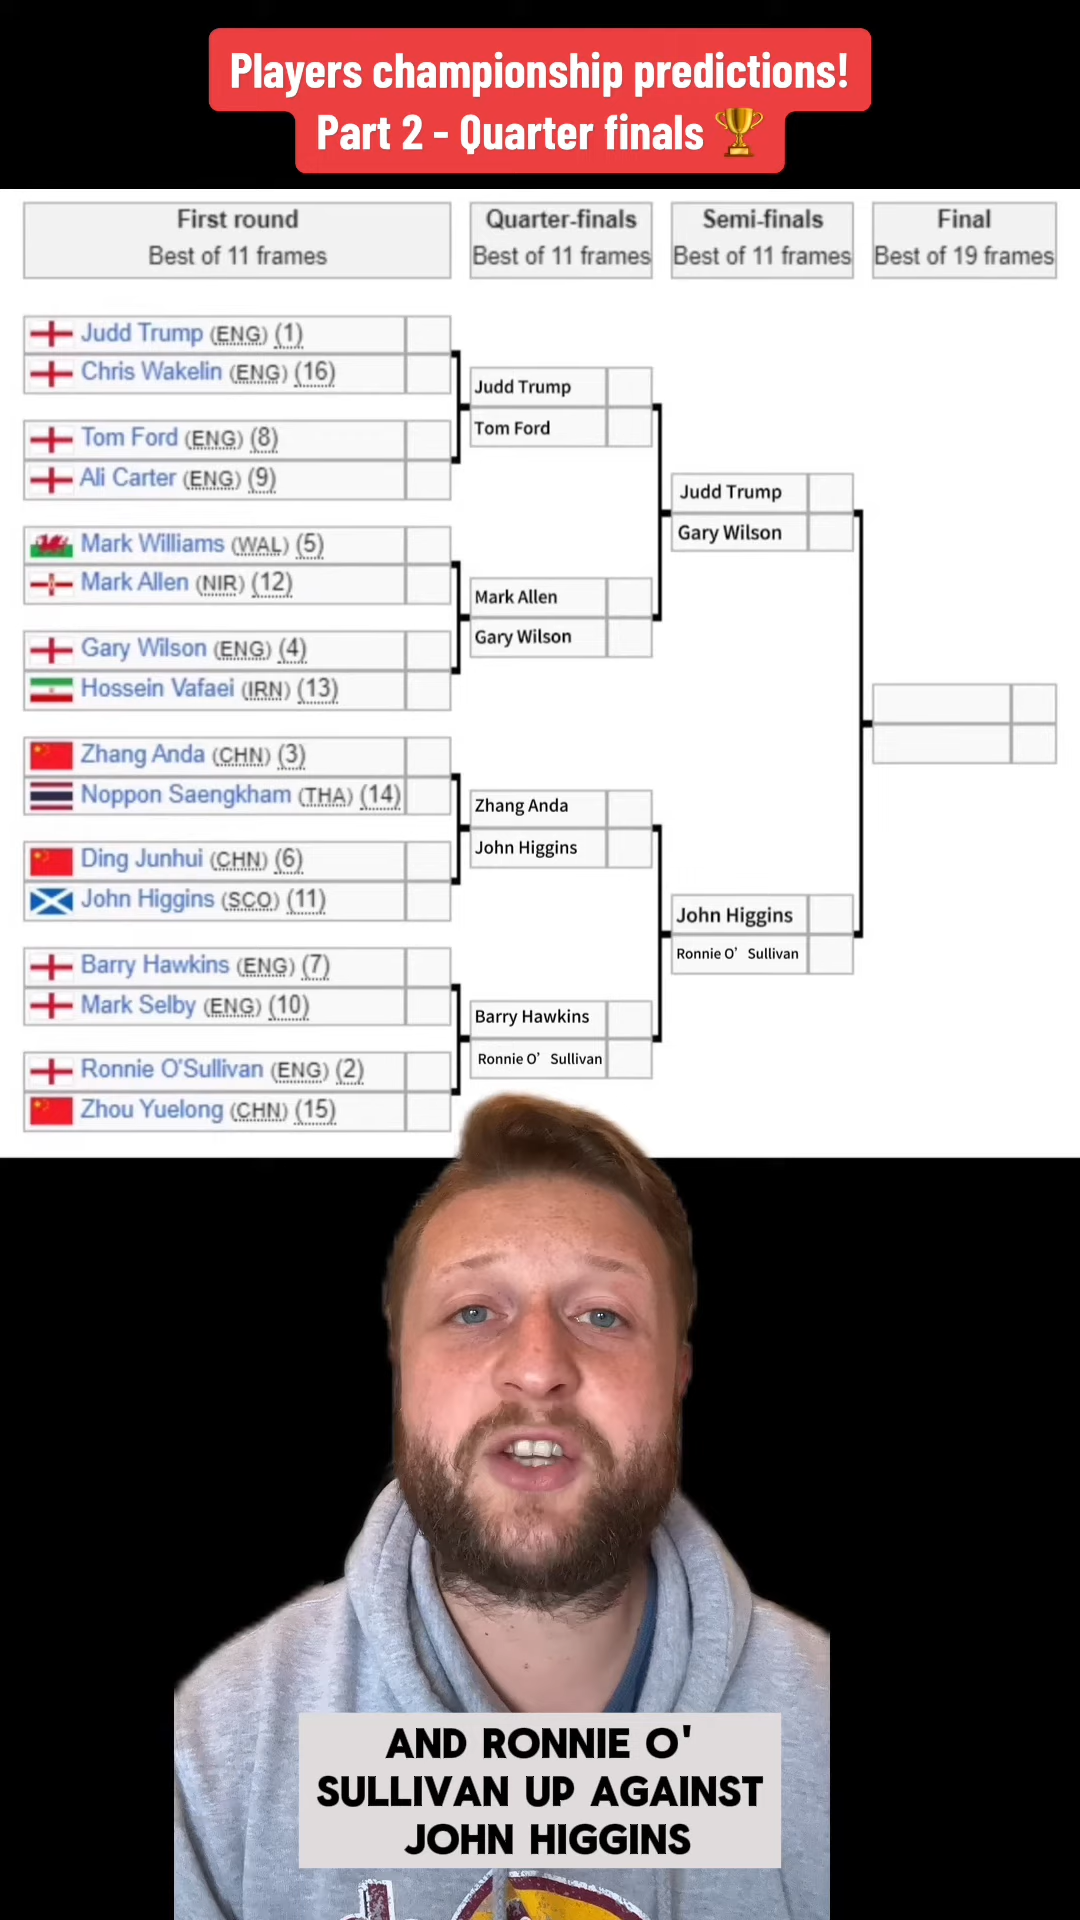 Players championship predictions!
Part 2 - Quarter finals 🏆
First round
Best of 11 frames
Quarter-finals
Best of 11 frames
Semi-finals
Best of 11 frames
Final
Best of 19 frames
Judd Trump (ENG) (1)
Chris Wakelin (ENG) (16)
Tom Ford (ENG) (8)
Ali Carter (ENG) (9)
Mark Williams (WAL) (5)
Mark Allen (NIR) (12)
Gary Wilson (ENG) (4)
Hossein Vafaei (IRN) (13)
Zhang Anda (CHN) (3)
Noppon Saengkham (THA) (14)
Ding Junhui (CHN) (6)
John Higgins (SCO) (11)
Barry Hawkins (ENG) (7)
Mark Selby (ENG) (10)
Ronnie O'Sullivan (ENG) (2)
Zhou Yuelong (CHN) (15)
Judd Trump
Tom Ford
Mark Allen
Gary Wilson
Zhang Anda
John Higgins
Barry Hawkins
Ronnie O’ Sullivan
Judd Trump
Gary Wilson
John Higgins
Ronnie O’ Sullivan
AND RONNIE O'
SULLIVAN UP AGAINST
JOHN HIGGINS